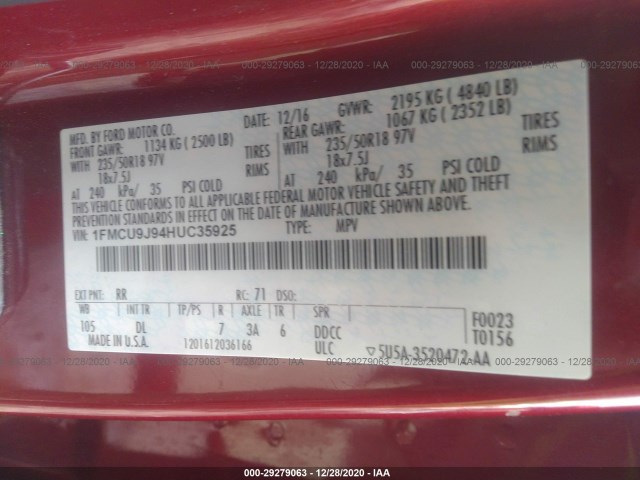 000-29279063 - 12/28/2020 - IAA
MFD. BY FORD MOTOR CO.
DATE: 12/16
GVWR: 2195 KG ( 4840 LB)
FRONT GAWR: 1134 KG ( 2500 LB)
REAR GAWR: 1067 KG ( 2352 LB)
WITH 235/50R18 97V TIRES
WITH 235/50R18 97V TIRES
18x7.5J RIMS
18x7.5J RIMS
AT 240 kPa/ 35 PSI COLD
AT 240 kPa/ 35 PSI COLD
THIS VEHICLE CONFORMS TO ALL APPLICABLE FEDERAL MOTOR VEHICLE SAFETY AND THEFT
PREVENTION STANDARDS IN EFFECT ON THE DATE OF MANUFACTURE SHOWN ABOVE.
VIN: 1FMCU9J94HUC35925
TYPE: MPV
EXT PNT: RR RC: 71 DSO:
WB INT TR TP/PS R AXLE TR SPR
105 DL 7 3A 6 DDCC
F0023
T0156
MADE IN U.S.A. 1201612036166 ULC ▽5U5A-3520472-AA
000-29279063 - 12/28/2020 - IAA